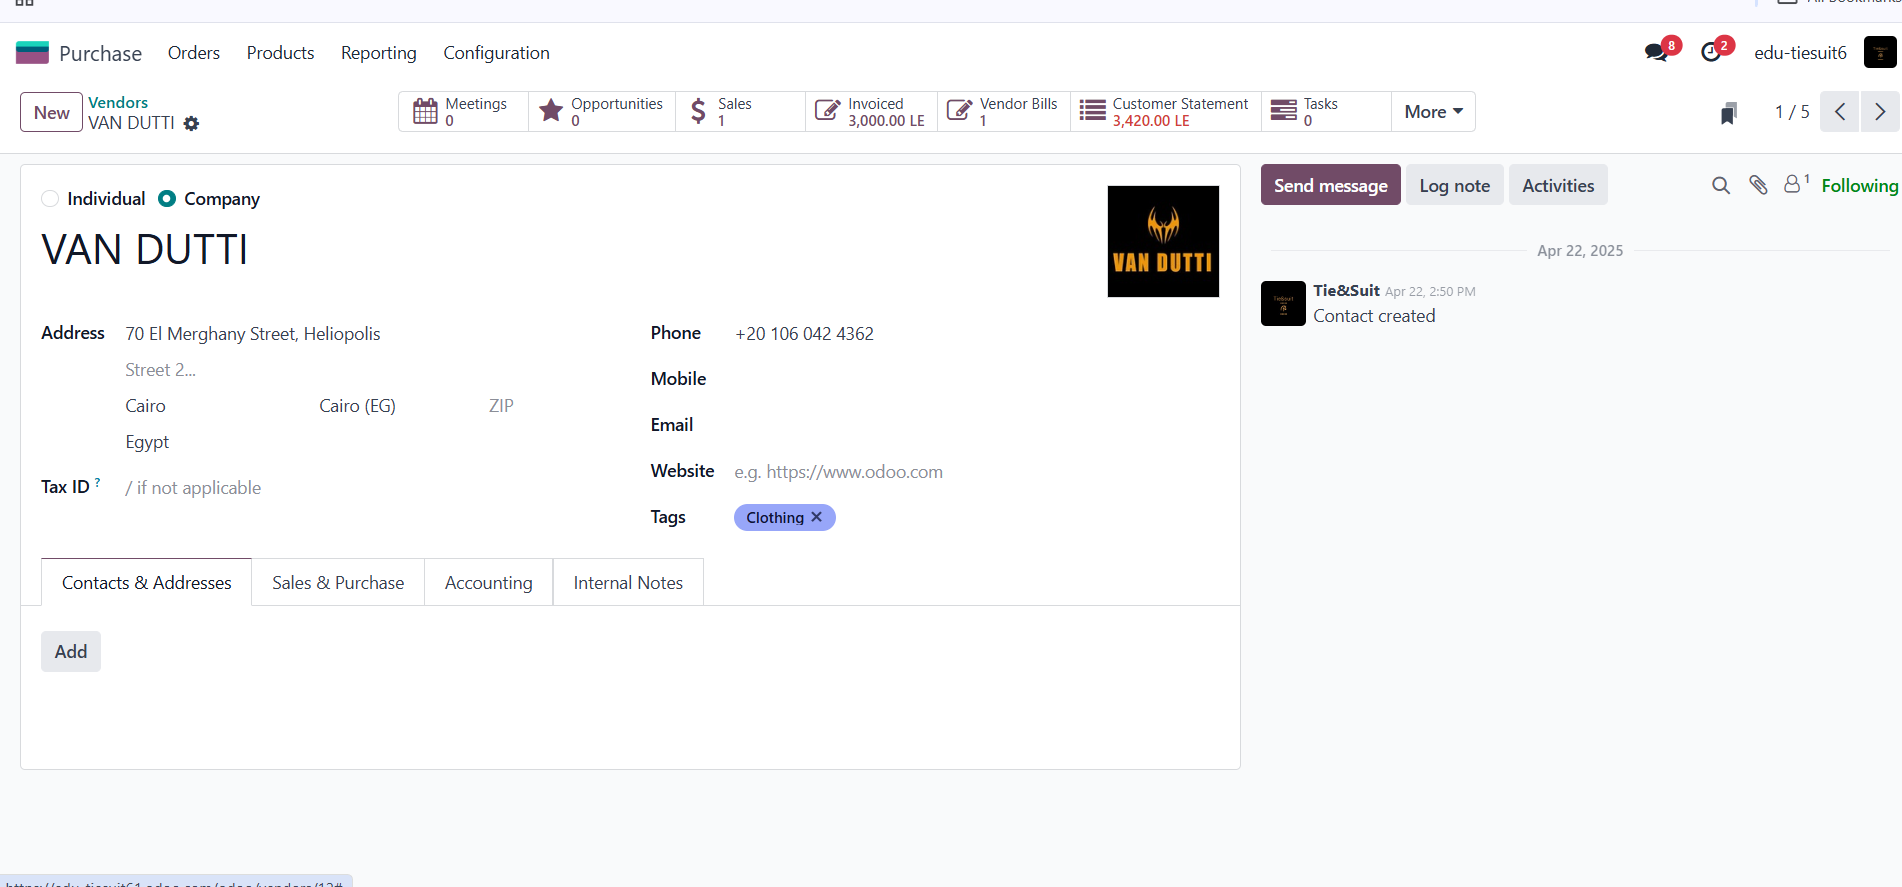 Purchase Orders Products Reporting Configuration 8 2 edu-tiesuit6
New Vendors
VAN DUTTI
Meetings
0
Opportunities
0
Sales
1
Invoiced
3,000.00 LE
Vendor Bills
1
Customer Statement
3,420.00 LE
Tasks
0
More
1 / 5
Individual Company
VAN DUTTI
VAN DUTTI
Address 70 El Merghany Street, Heliopolis
Street 2...
Cairo Cairo (EG) ZIP
Egypt
Tax ID ? / if not applicable
Phone +20 106 042 4362
Mobile
Email
Website e.g. https://www.odoo.com
Tags Clothing ✕
Contacts & Addresses Sales & Purchase Accounting Internal Notes
Add
Send message Log note Activities 1 Following
Apr 22, 2025
Tie&Suit Apr 22, 2:50 PM
Contact created